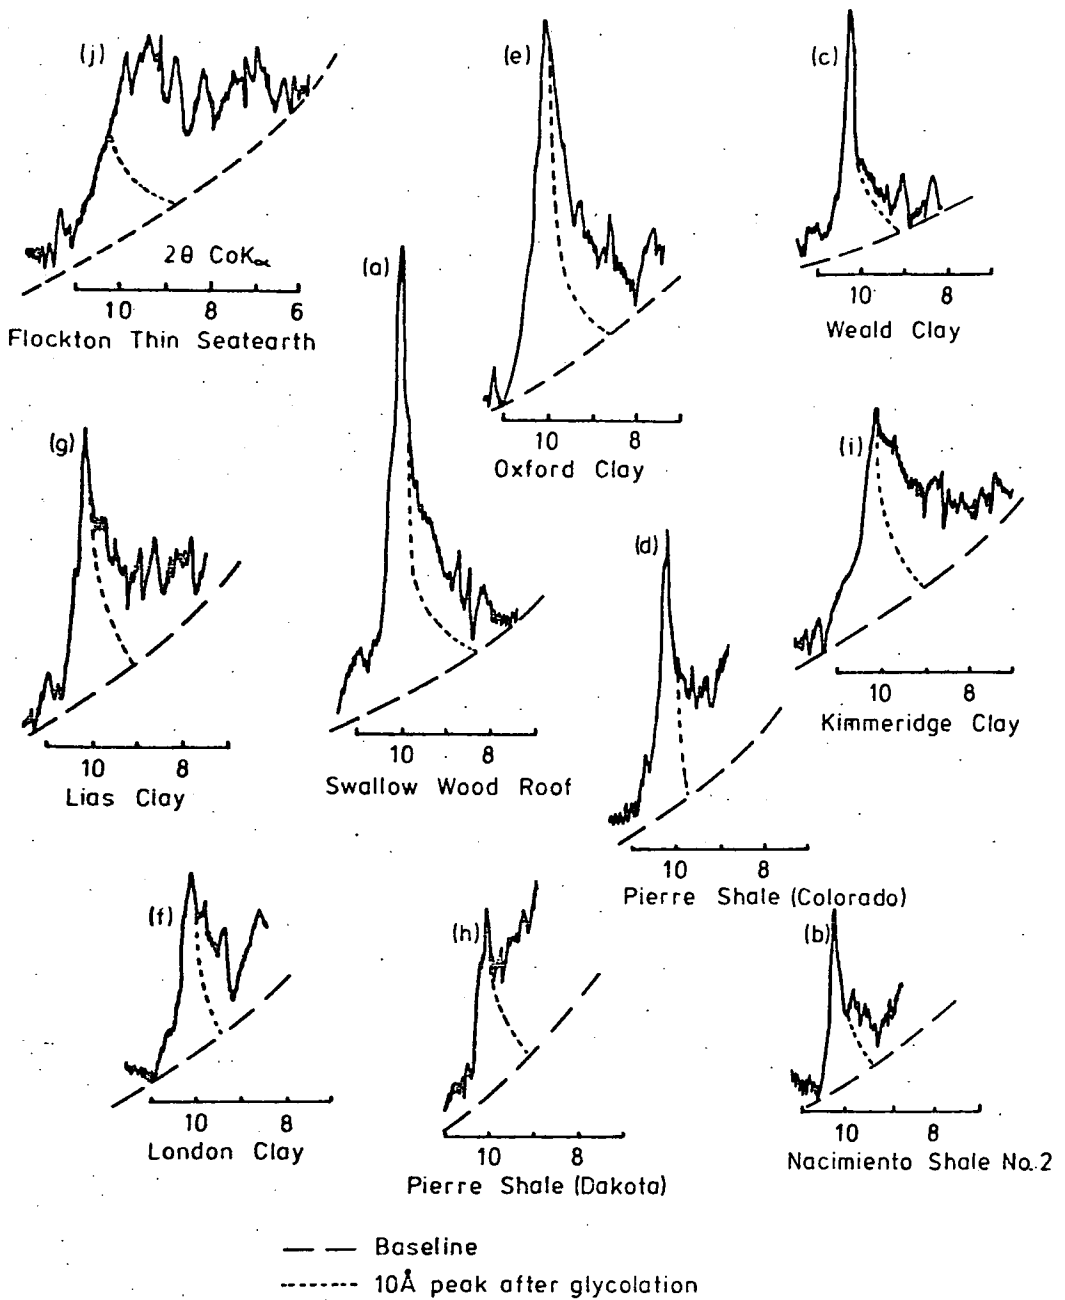 (j)
2θ CoKα
10 8 6
Flockton Thin Seatearth
(e)
10 8
Oxford Clay
(c)
10 8
Weald Clay
(g)
10 8
Lias Clay
(a)
10 8
Swallow Wood Roof
(d)
10 8
Pierre Shale (Colorado)
(i)
10 8
Kimmeridge Clay
(f)
10 8
London Clay
(h)
10 8
Pierre Shale (Dakota)
(b)
10 8
Nacimiento Shale No.2
Baseline
10Å peak after glycolation